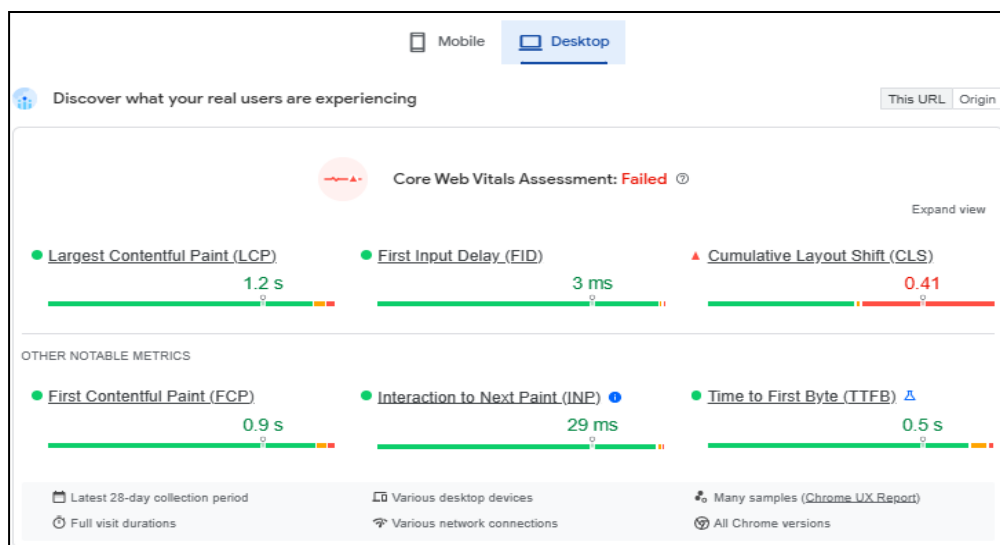 Mobile Desktop
Discover what your real users are experiencing This URL Origin
Core Web Vitals Assessment: Failed
Expand view
Largest Contentful Paint (LCP) First Input Delay (FID) Cumulative Layout Shift (CLS)
1.2 s 3 ms 0.41
OTHER NOTABLE METRICS
First Contentful Paint (FCP) Interaction to Next Paint (INP) Time to First Byte (TTFB)
0.9 s 29 ms 0.5 s
Latest 28-day collection period Various desktop devices Many samples (Chrome UX Report)
Full visit durations Various network connections All Chrome versions